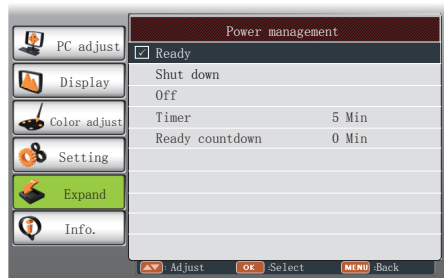 Power management
PC adjust
Display
Color adjust
Setting
Expand
Info.
Ready
Shut down
Off
Timer 5 Min
Ready countdown 0 Min
: Adjust OK :Select MENU :Back